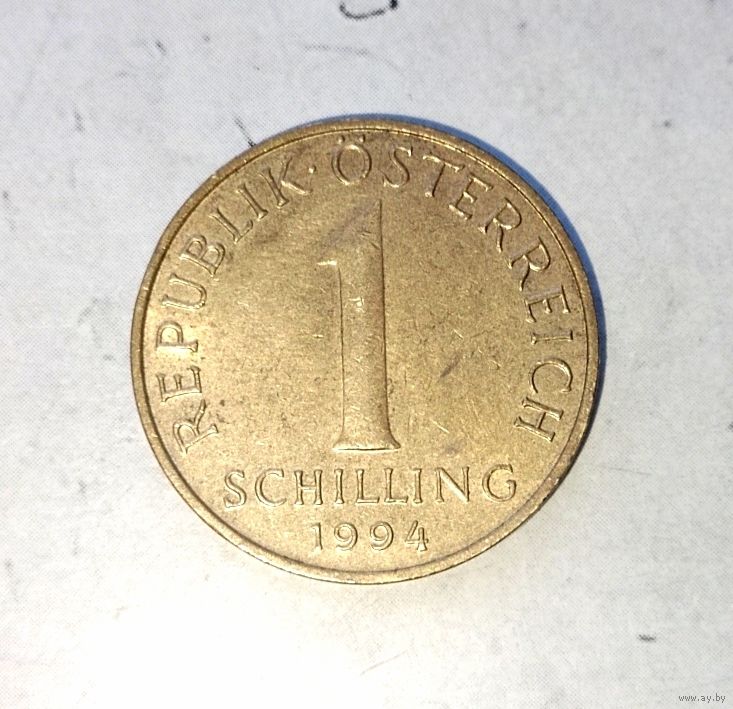 REPUBLIK · ÖSTERREICH
1
SCHILLING
1994
www.ay.by